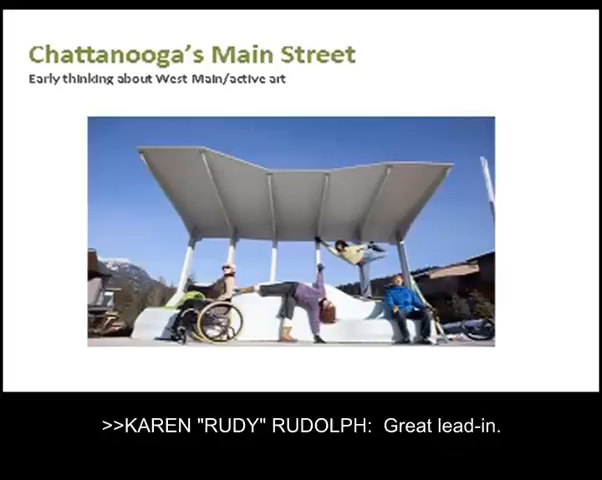 Chattanooga's Main Street
Early thinking about West Main/active art
>>KAREN "RUDY" RUDOLPH:  Great lead-in.